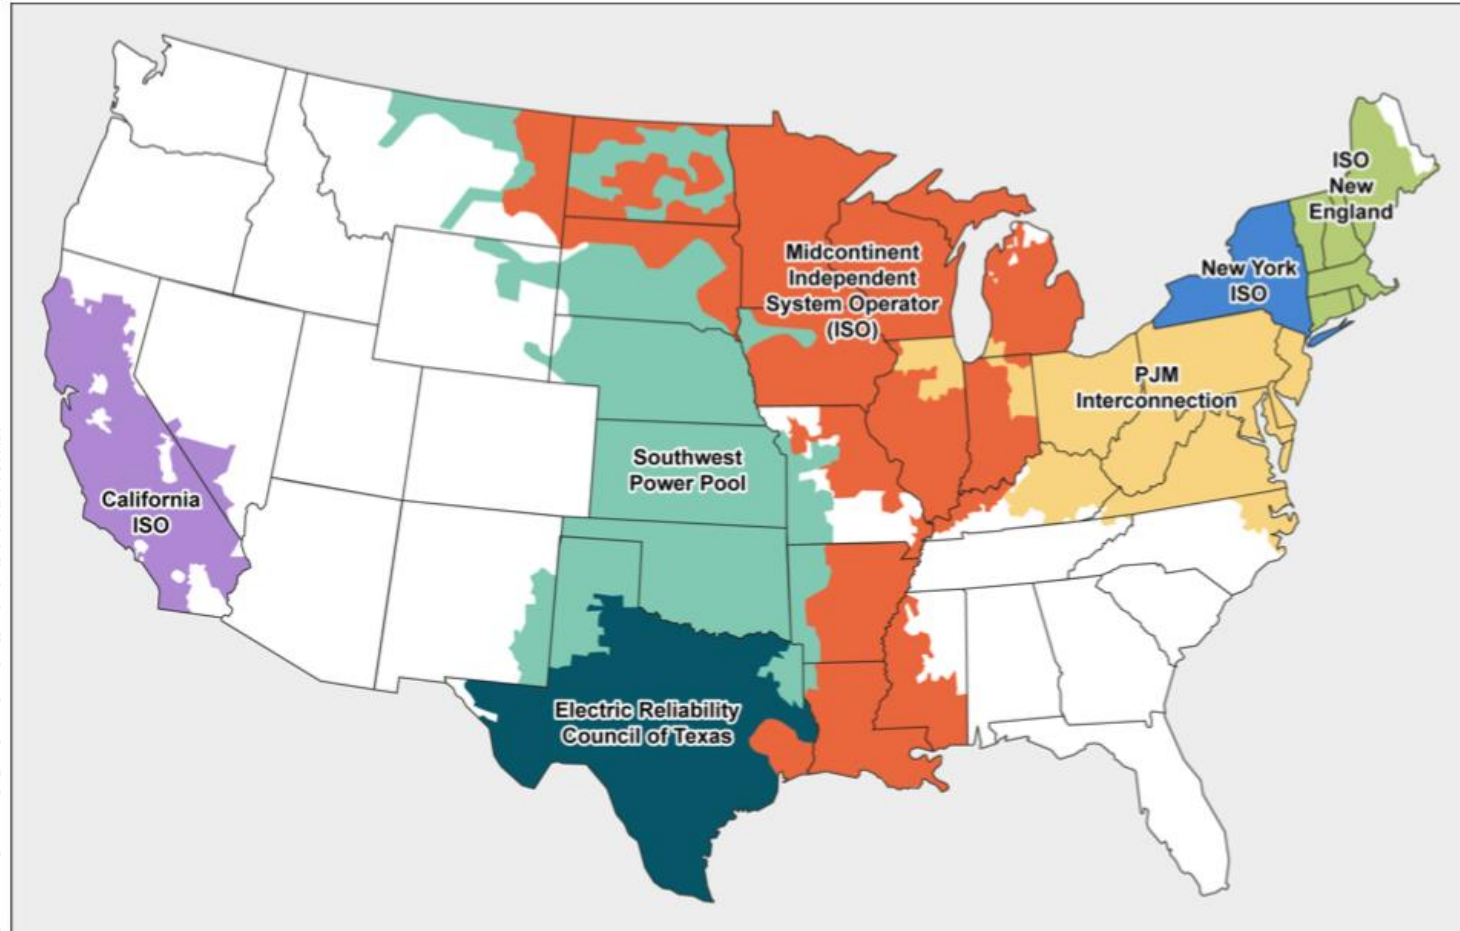 ISO
New
England
Midcontinent
Independent
System Operator
(ISO)
New York
ISO
PJM
Interconnection
Southwest
Power Pool
California
ISO
Electric Reliability
Council of Texas